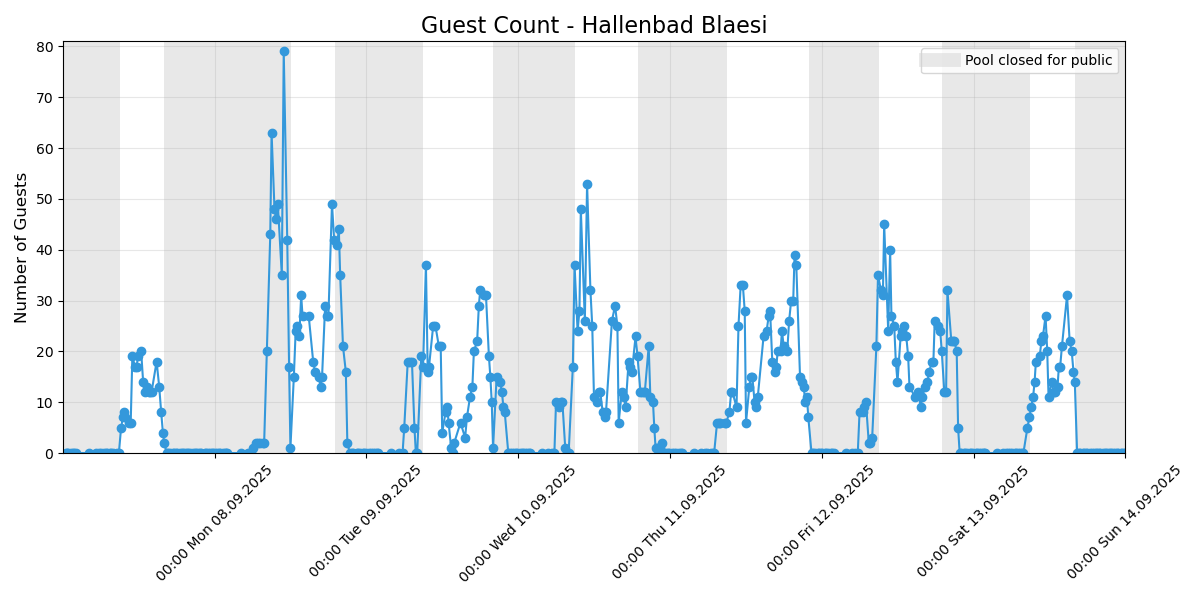 Guest Count - Hallenbad Blaesi
Pool closed for public
Number of Guests
80
70
60
50
40
30
20
10
0
00:00 Mon 08.09.2025
00:00 Tue 09.09.2025
00:00 Wed 10.09.2025
00:00 Thu 11.09.2025
00:00 Fri 12.09.2025
00:00 Sat 13.09.2025
00:00 Sun 14.09.2025